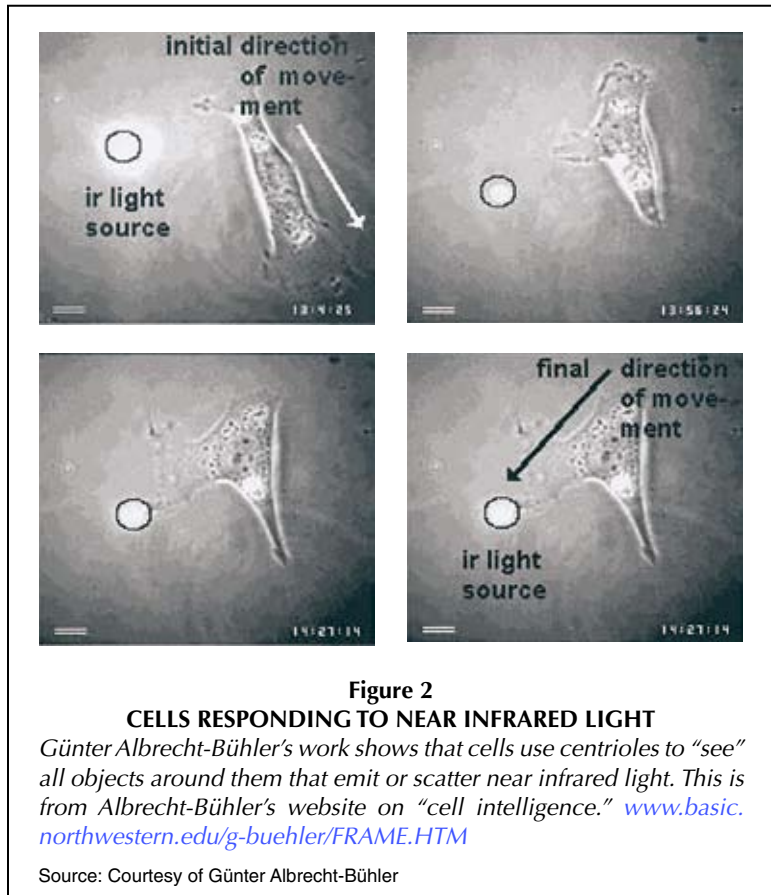 initial direction
of move-
ment
ir light
source
13:4:25
13:56:24
14:27:14
final direction
of move-
ment
ir light
source
14:27:14
Figure 2
CELLS RESPONDING TO NEAR INFRARED LIGHT
Günter Albrecht-Bühler’s work shows that cells use centrioles to “see”
all objects around them that emit or scatter near infrared light. This is
from Albrecht-Bühler’s website on “cell intelligence.” www.basic.
northwestern.edu/g-buehler/FRAME.HTM
Source: Courtesy of Günter Albrecht-Bühler